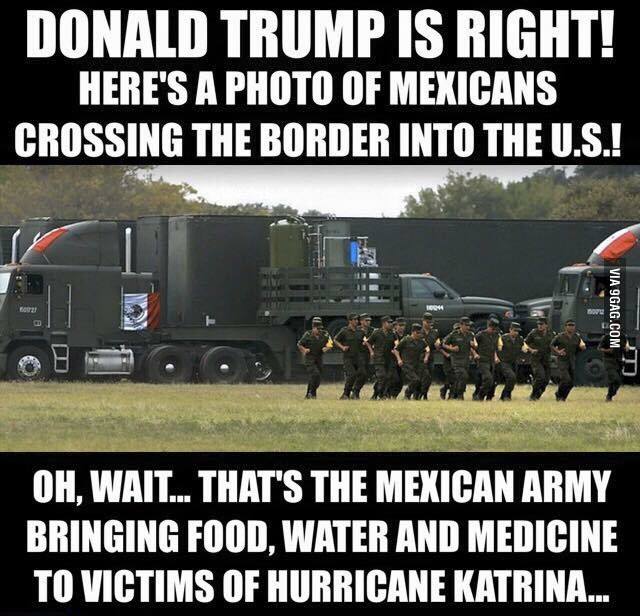 DONALD TRUMP IS RIGHT!
HERE'S A PHOTO OF MEXICANS
CROSSING THE BORDER INTO THE U.S.!
VIA 9GAG.COM
OH, WAIT... THAT'S THE MEXICAN ARMY
BRINGING FOOD, WATER AND MEDICINE
TO VICTIMS OF HURRICANE KATRINA...